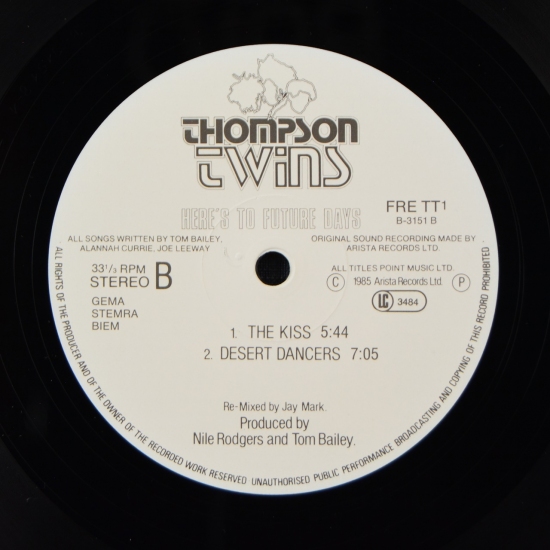 THOMPSON
TWINS
HERE'S TO FUTURE DAYS
FRE TT1
B-3151 B
ALL SONGS WRITTEN BY TOM BAILEY,
ALANNAH CURRIE, JOE LEEWAY
ORIGINAL SOUND RECORDING MADE BY
ARISTA RECORDS LTD.
33 1/3 RPM
STEREO B
GEMA
STEMRA
BIEM
ALL TITLES POINT MUSIC LTD.
C 1985 Arista Records Ltd P
LC 3484
1. THE KISS 5:44
2. DESERT DANCERS 7:05
Re-Mixed by Jay Mark.
Produced by
Nile Rodgers and Tom Bailey.
ALL RIGHTS OF THE PRODUCER AND OF THE OWNER OF THE RECORDED WORK RESERVED UNAUTHORISED PUBLIC PERFORMANCE BROADCASTING AND COPYING OF THIS RECORD PROHIBITED